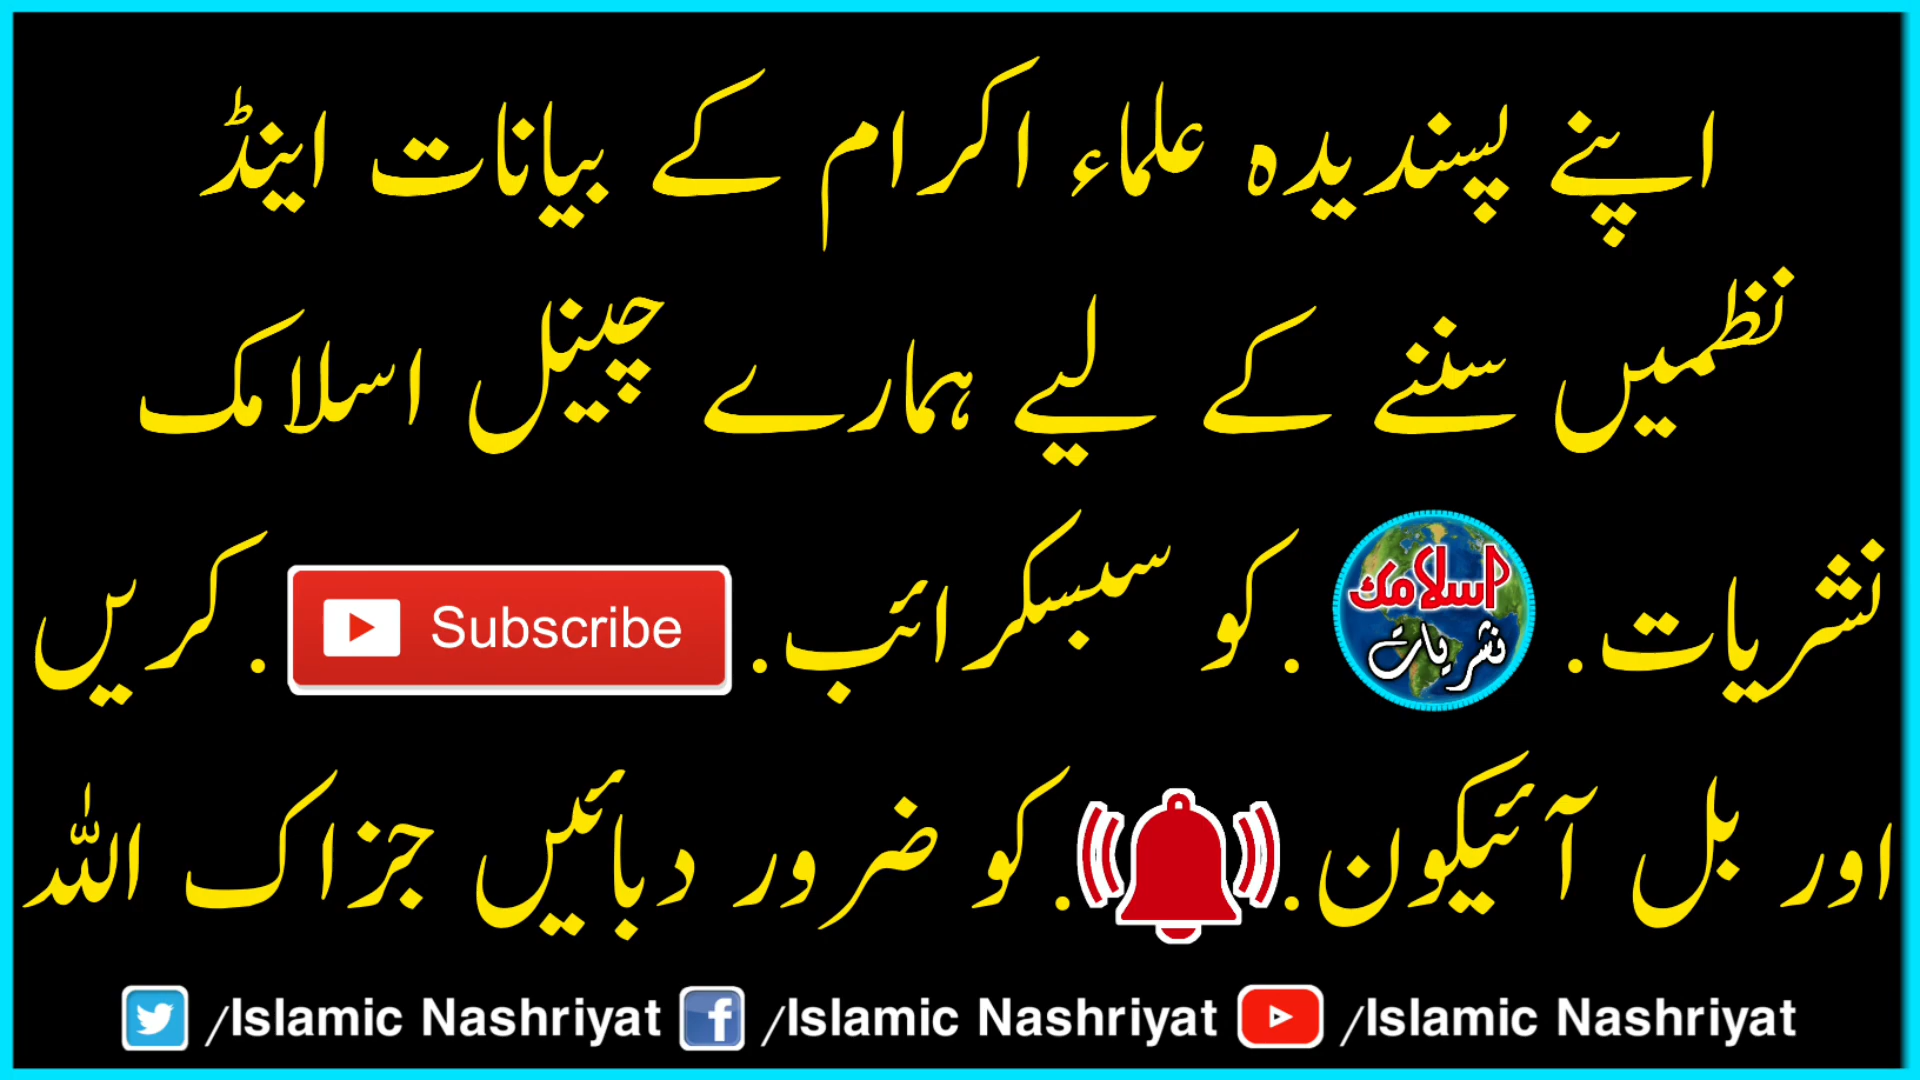 اپنے پسندیدہ علماء اکرام کے بیانات اینڈ
نظمیں سننے کے لیے ہمارے چینل اسلامک
نشریات. اسلامک نشریات .کو سبسکرائب. Subscribe .کریں
اور بل آئیکون. .کو ضرور دبائیں جزاک اللہ
/Islamic Nashriyat /Islamic Nashriyat /Islamic Nashriyat